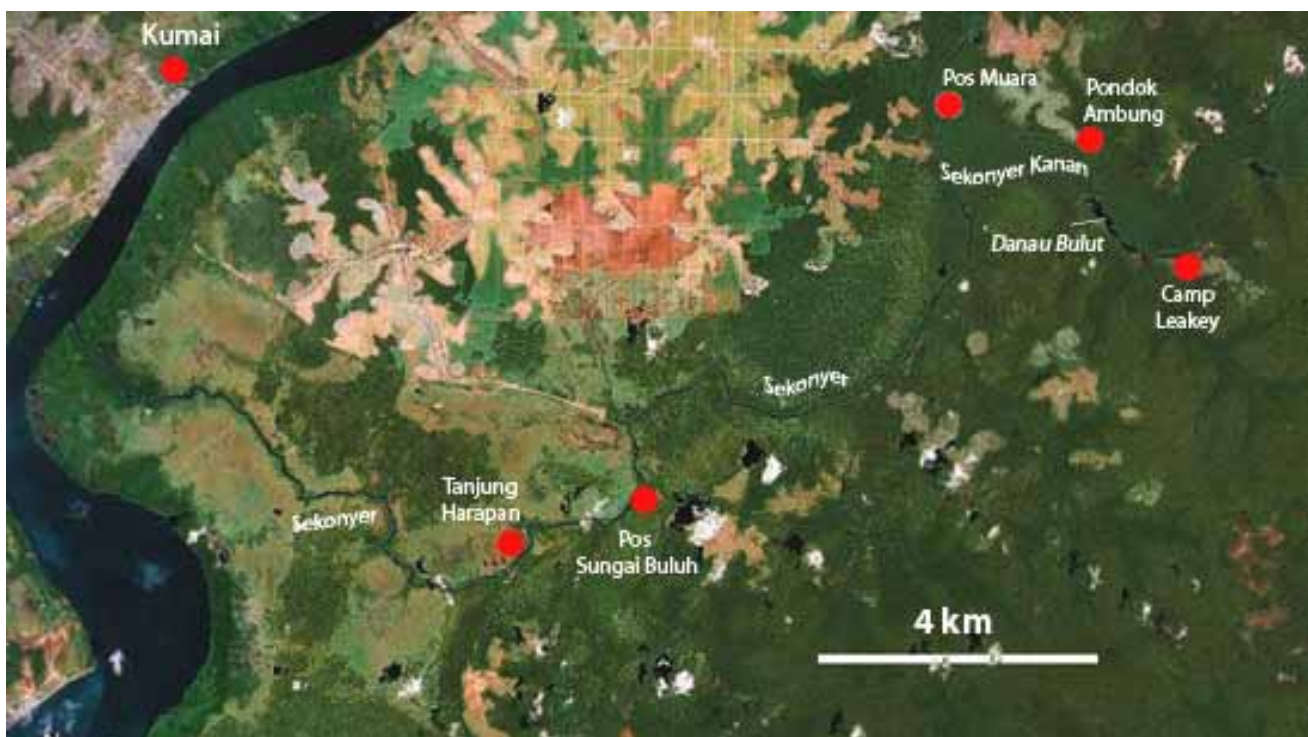 Kumai
Pos Muara
Pondok
Ambung
Sekonyer Kanan
Danau Bulut
Camp
Leakey
Sekonyer
Tanjung
Harapan
Sekonyer
Pos
Sungai Buluh
4 km